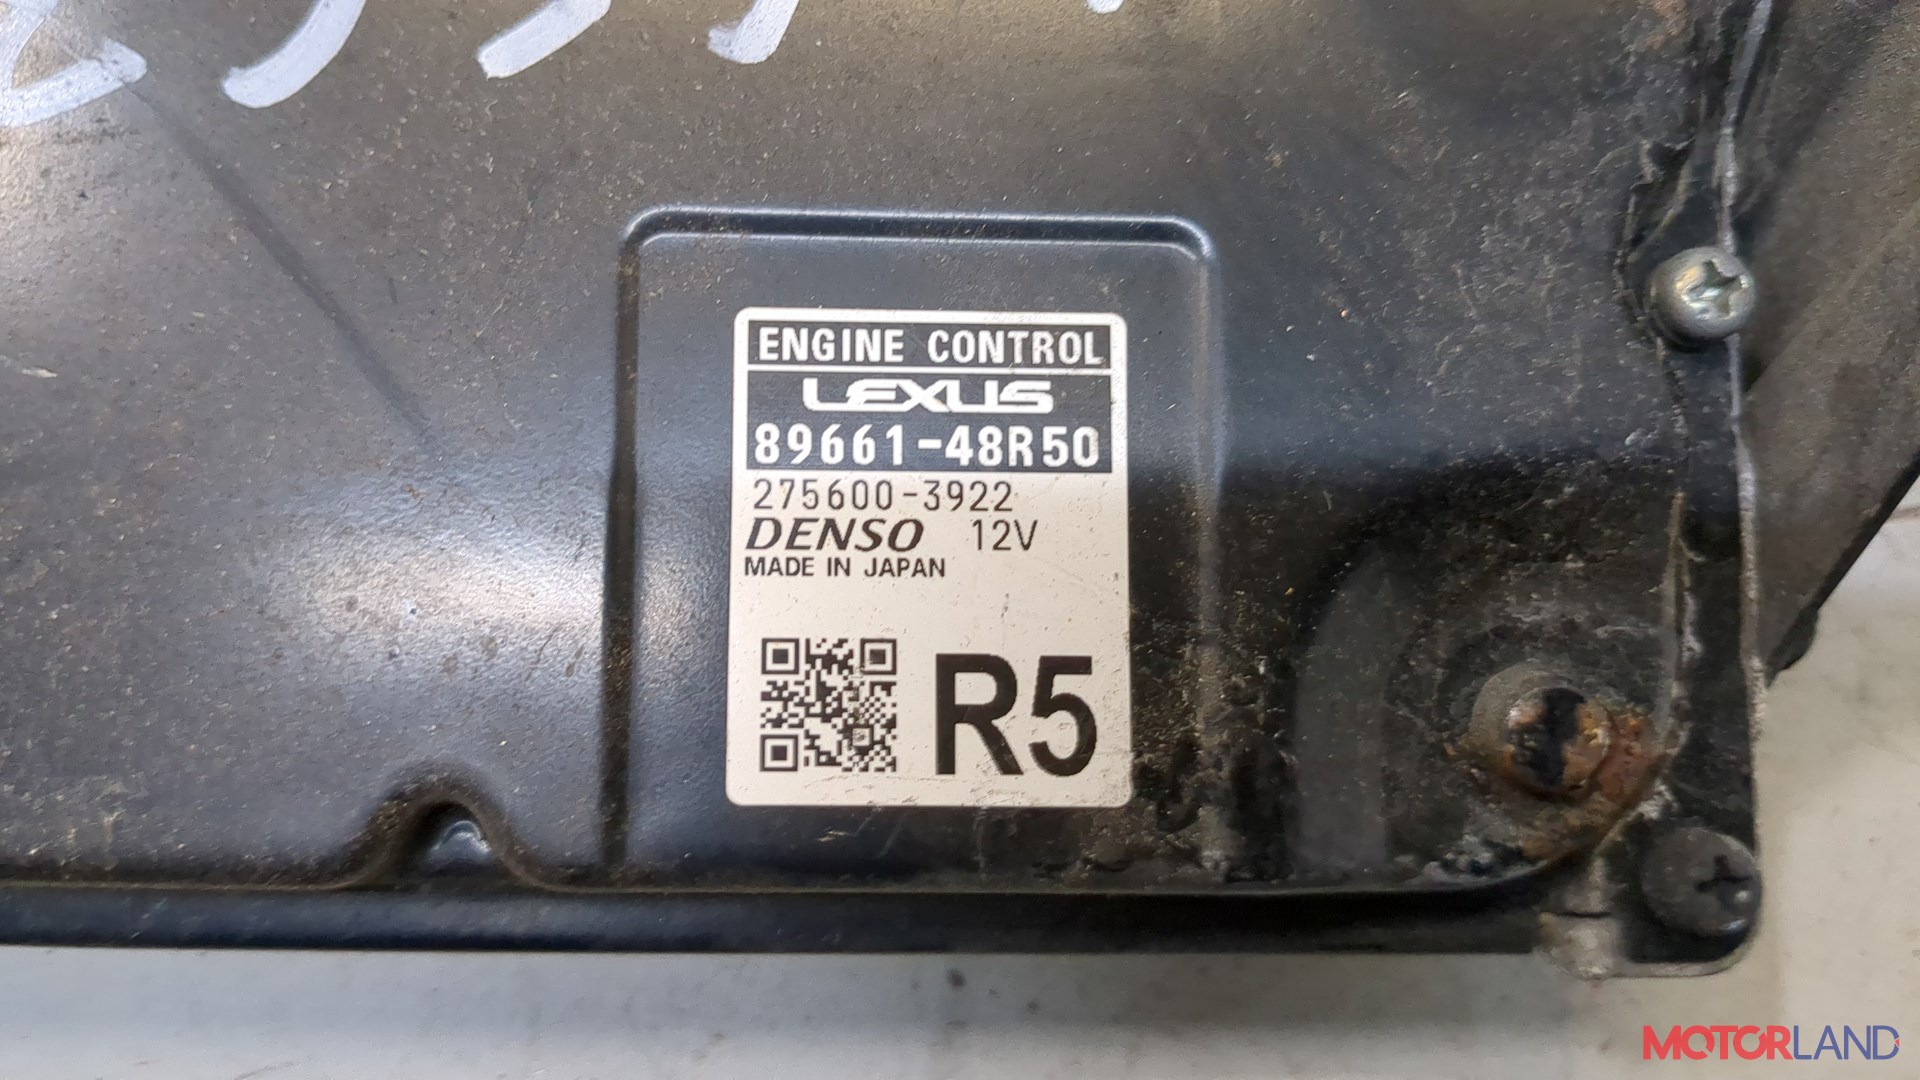 ENGINE CONTROL
LEXUS
89661-48R50
275600-3922
DENSO 12V
MADE IN JAPAN
R5
MOTORLAND